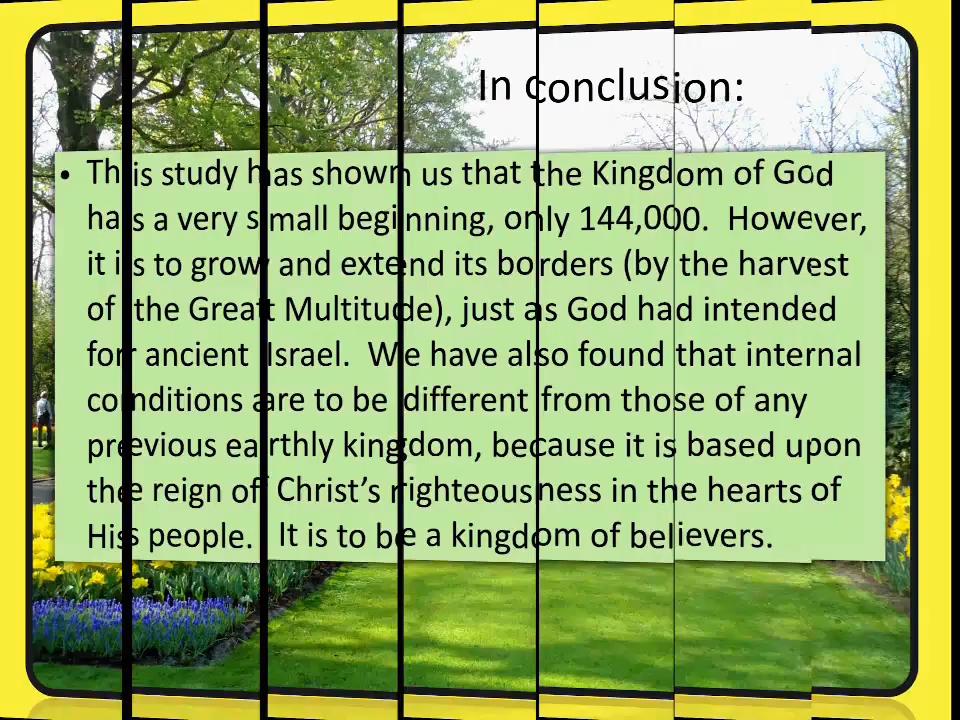 In conclusion:
• This study has shown us that the Kingdom of God
has a very small beginning, only 144,000. However,
it is to grow and extend its borders (by the harvest
of the Great Multitude), just as God had intended
for ancient Israel. We have also found that internal
conditions are to be different from those of any
previous earthly kingdom, because it is based upon
the reign of Christ’s righteousness in the hearts of
His people. It is to be a kingdom of believers.